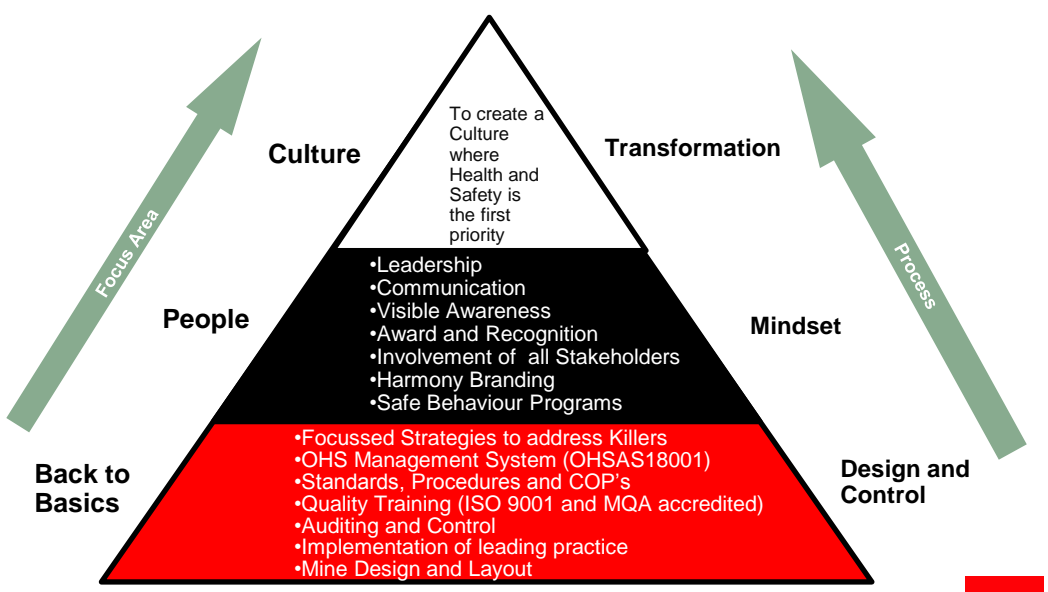 To create a
Culture
where
Health and
Safety is
the first
priority
Culture
Transformation
Focus Area
Process
•Leadership
•Communication
•Visible Awareness
•Award and Recognition
•Involvement of  all Stakeholders
•Harmony Branding
•Safe Behaviour Programs
People
Mindset
•Focussed Strategies to address Killers
•OHS Management System (OHSAS18001)
•Standards, Procedures and COP's
•Quality Training (ISO 9001 and MQA accredited)
•Auditing and Control
•Implementation of leading practice
•Mine Design and Layout
Back to
Basics
Design and
Control